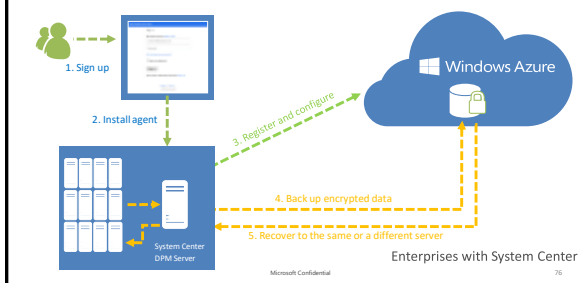 1. Sign up
Windows Azure
2. Install agent
3. Register and configure
4. Back up encrypted data
5. Recover to the same or a different server
System Center
DPM Server
Enterprises with System Center
Microsoft Confidential
76